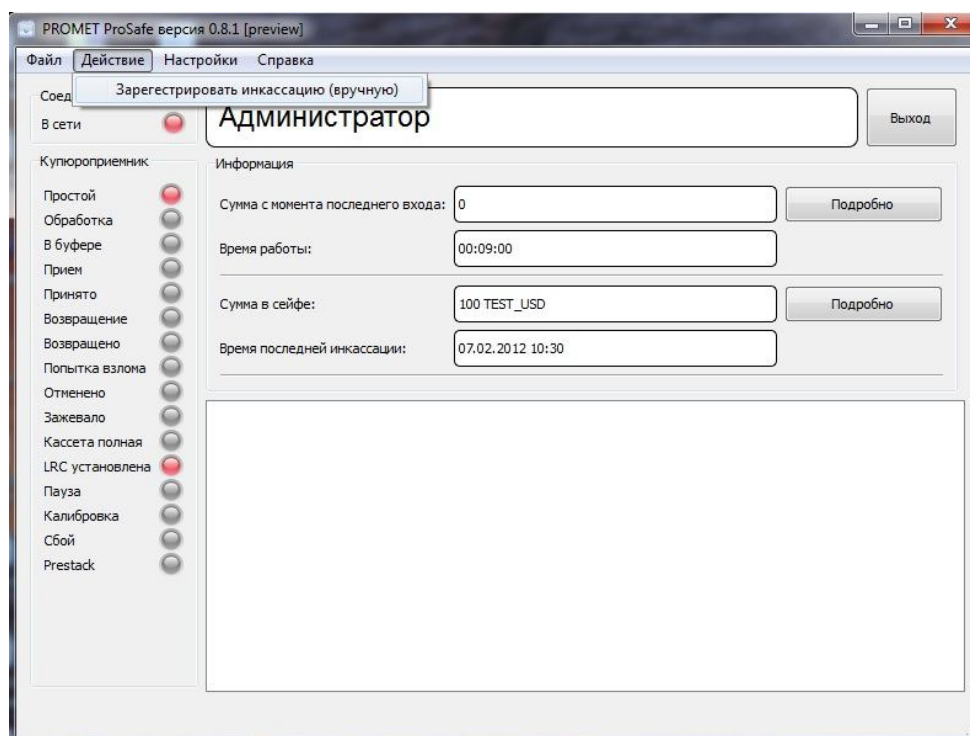 PROMET ProSafe версия 0.8.1 [preview]
Файл Действие Настройки Справка
Зарегестрировать инкассацию (вручную)
Соед
В сети
Администратор
Выход
Купюроприемник
Простой
Обработка
В буфере
Прием
Принято
Возвращение
Возвращено
Попытка взлома
Отменено
Зажевало
Кассета полная
LRC установлена
Пауза
Калибровка
Сбой
Prestack
Информация
Сумма с момента последнего входа: 0 Подробно
Время работы: 00:09:00
Сумма в сейфе: 100 TEST_USD Подробно
Время последней инкассации: 07.02.2012 10:30